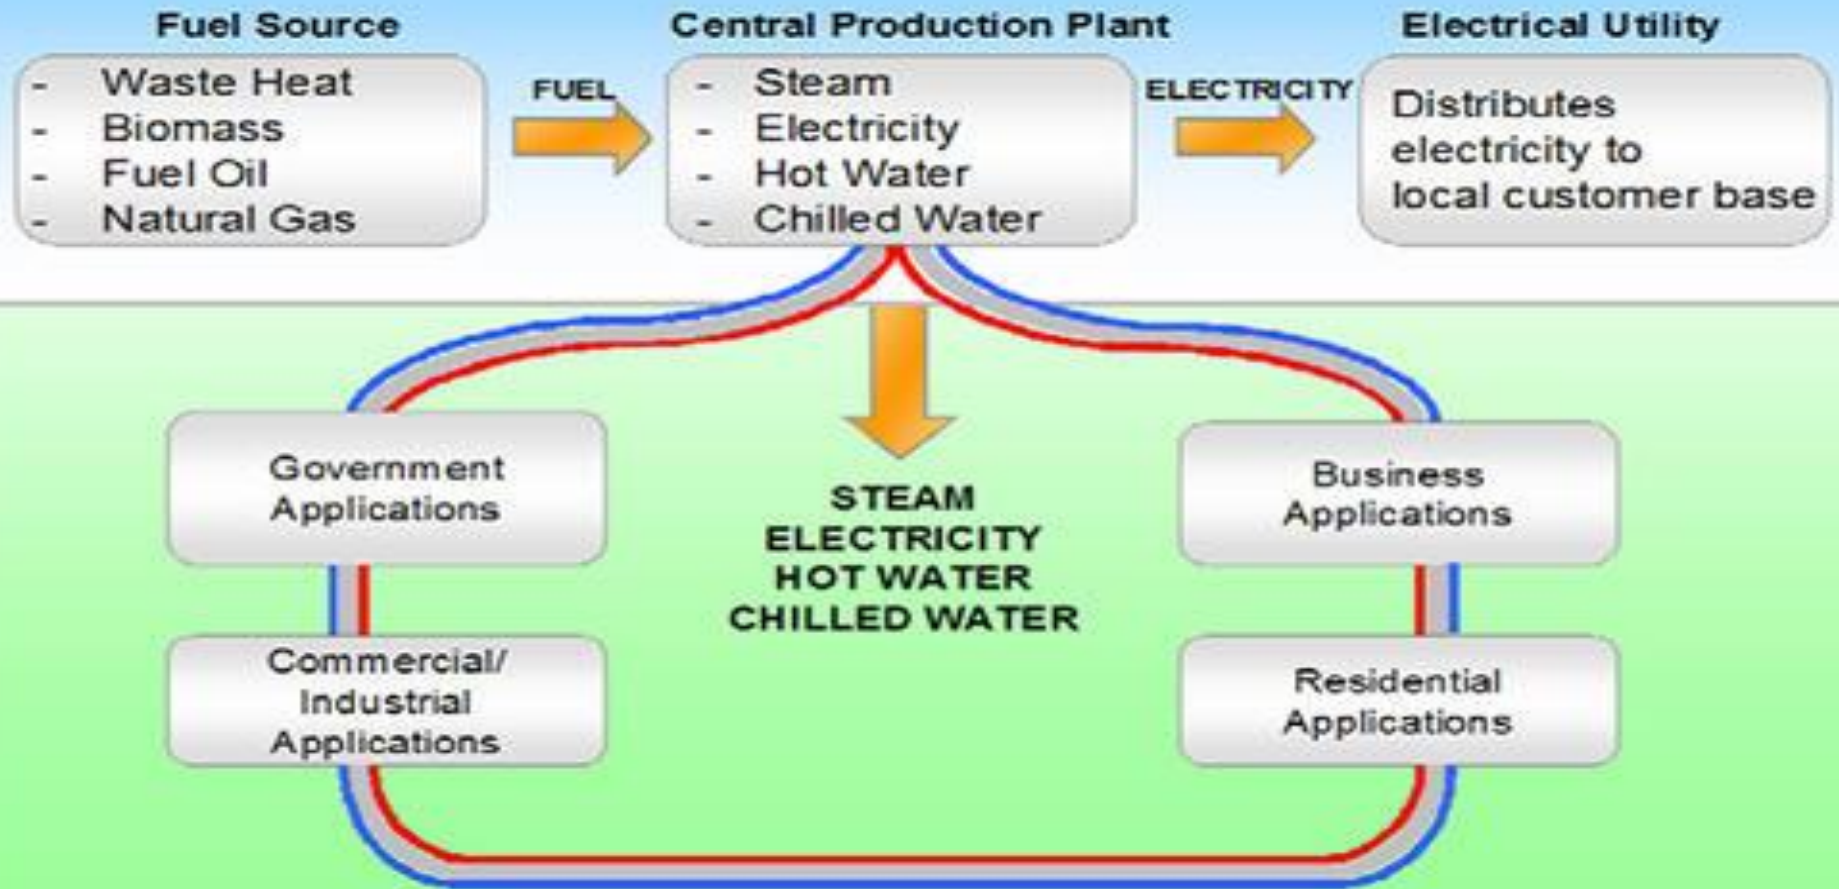 Fuel Source
- Waste Heat
- Biomass
- Fuel Oil
- Natural Gas
FUEL
Central Production Plant
- Steam
- Electricity
- Hot Water
- Chilled Water
ELECTRICITY
Electrical Utility
Distributes
electricity to
local customer base
Government
Applications
Commercial/
Industrial
Applications
STEAM
ELECTRICITY
HOT WATER
CHILLED WATER
Business
Applications
Residential
Applications